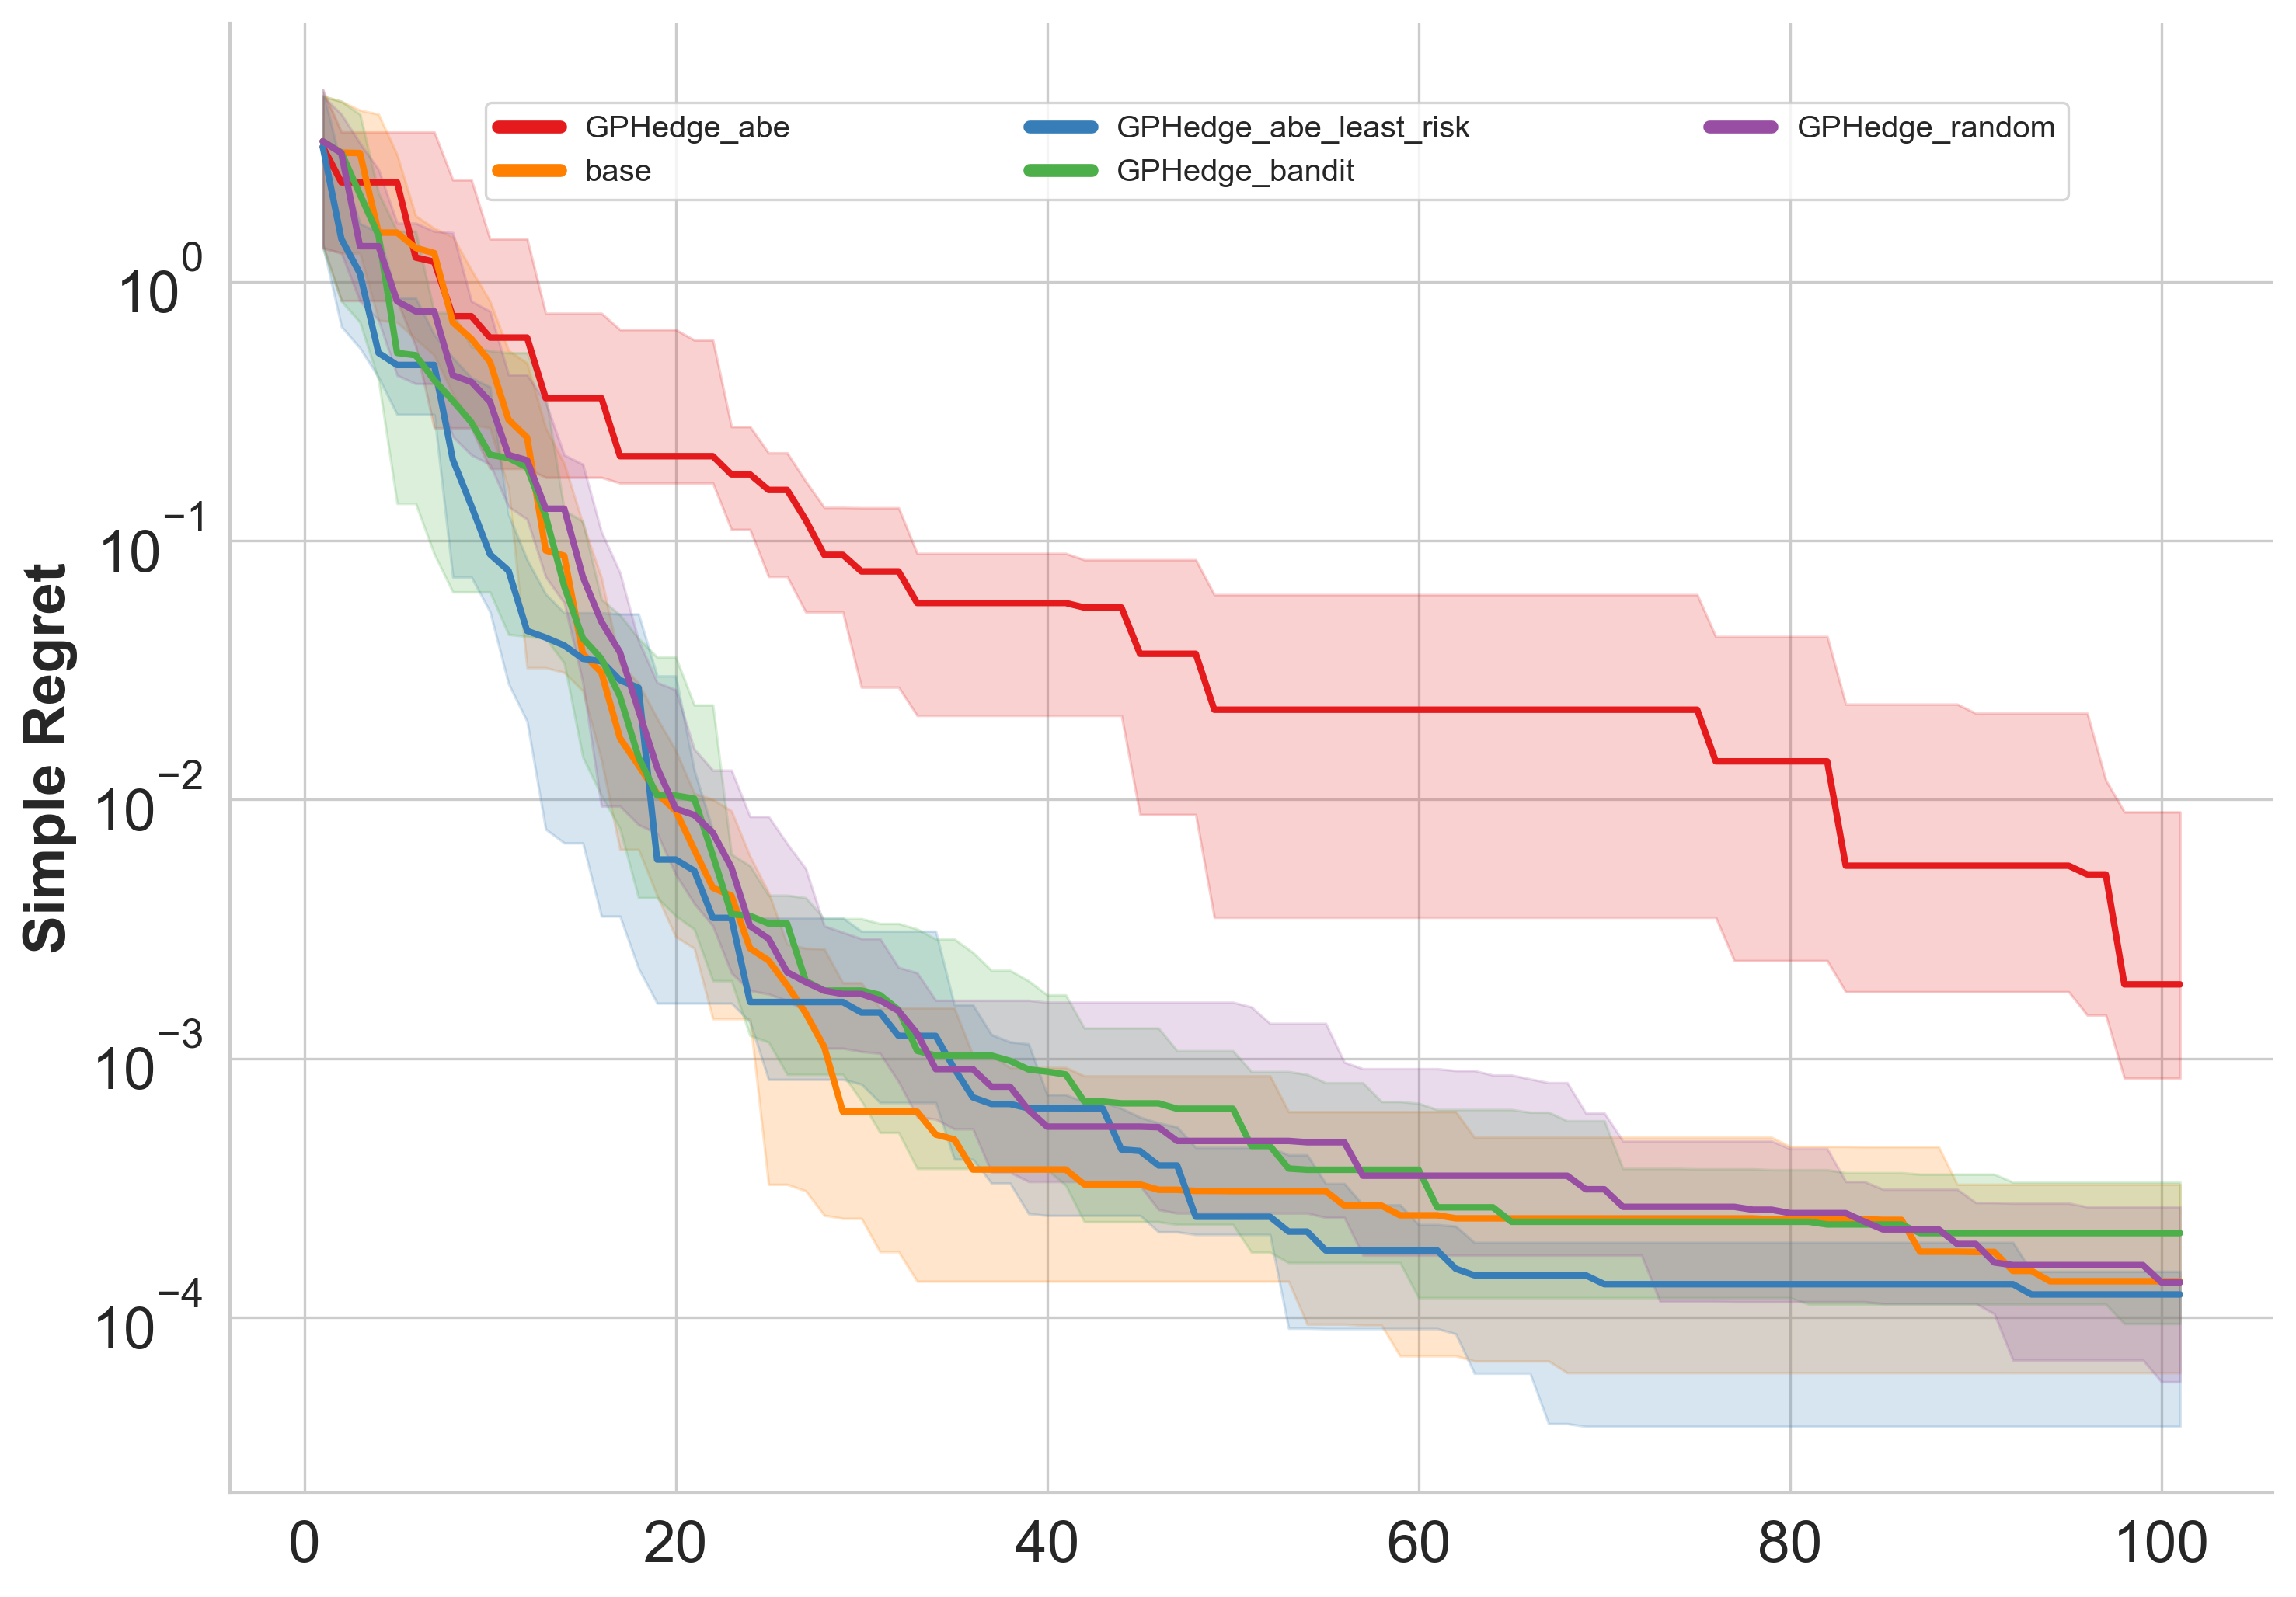 GPHedge_abe
base
GPHedge_abe_least_risk
GPHedge_bandit
GPHedge_random
Simple Regret
10^0
10^−1
10^−2
10^−3
10^−4
0 20 40 60 80 100